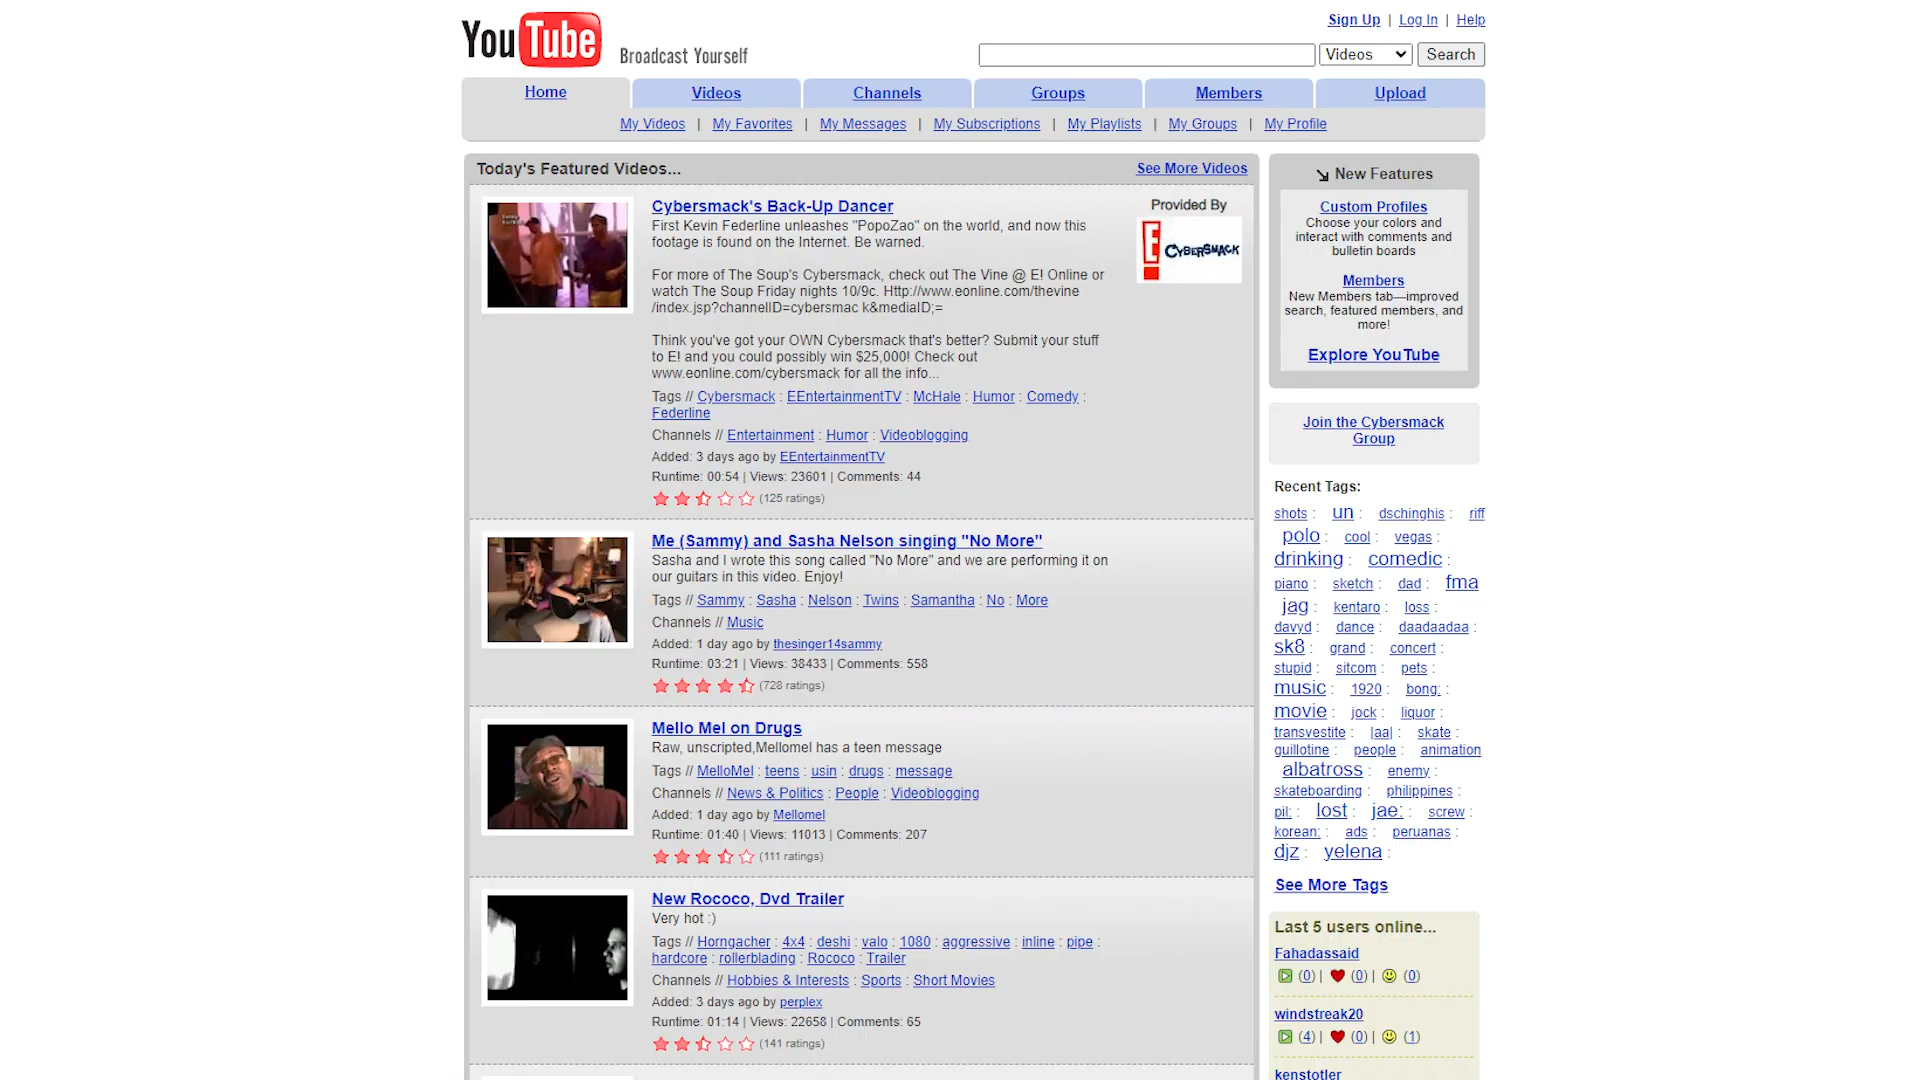 YouTube Broadcast Yourself
Sign Up | Log In | Help
Videos Search
Home Videos Channels Groups Members Upload
My Videos | My Favorites | My Messages | My Subscriptions | My Playlists | My Groups | My Profile
Today's Featured Videos... See More Videos
Cybersmack's Back-Up Dancer
First Kevin Federline unleashes "PopoZao" on the world, and now this
footage is found on the Internet. Be warned.
For more of The Soup's Cybersmack, check out The Vine @ E! Online or
watch The Soup Friday nights 10/9c. Http://www.eonline.com/thevine
/index.jsp?channelID=cybersmac k&mediaID;=
Think you've got your OWN Cybersmack that's better? Submit your stuff
to E! and you could possibly win $25,000! Check out
www.eonline.com/cybersmack for all the info...
Tags // Cybersmack : EEntertainmentTV : McHale : Humor : Comedy :
Federline
Channels // Entertainment : Humor : Videoblogging
Added: 3 days ago by EEntertainmentTV
Runtime: 00:54 | Views: 23601 | Comments: 44
(125 ratings)
Provided By
E! CYBERSMACK
Me (Sammy) and Sasha Nelson singing "No More"
Sasha and I wrote this song called "No More" and we are performing it on
our guitars in this video. Enjoy!
Tags // Sammy : Sasha : Nelson : Twins : Samantha : No : More
Channels // Music
Added: 1 day ago by thesinger14sammy
Runtime: 03:21 | Views: 38433 | Comments: 558
(728 ratings)
Mello Mel on Drugs
Raw, unscripted,Mellomel has a teen message
Tags // MelloMel : teens : usin : drugs : message
Channels // News & Politics : People : Videoblogging
Added: 1 day ago by Mellomel
Runtime: 01:40 | Views: 11013 | Comments: 207
(111 ratings)
New Rococo, Dvd Trailer
Very hot :)
Tags // Horngacher : 4x4 : deshi : valo : 1080 : aggressive : inline : pipe :
hardcore : rollerblading : Rococo : Trailer
Channels // Hobbies & Interests : Sports : Short Movies
Added: 3 days ago by perplex
Runtime: 01:14 | Views: 22658 | Comments: 65
(141 ratings)
New Features
Custom Profiles
Choose your colors and
interact with comments and
bulletin boards
Members
New Members tab—improved
search, featured members, and
more!
Explore YouTube
Join the Cybersmack
Group
Recent Tags:
shots : un : dschinghis : riff
polo : cool : vegas :
drinking : comedic :
piano : sketch : dad : fma
jag : kentaro : loss :
davyd : dance : daadaadaa :
sk8 : grand : concert :
stupid : sitcom : pets :
music : 1920 : bong; :
movie : jock : liquor :
transvestite : |aa| : skate :
guillotine : people : animation
albatross : enemy :
skateboarding : philippines :
pil; : lost : jae; : screw :
korean; : ads : peruanas :
djz : yelena :
See More Tags
Last 5 users online...
Fahadassaid
(0) | (0) | (0)
windstreak20
(4) | (0) | (1)
kenstotler